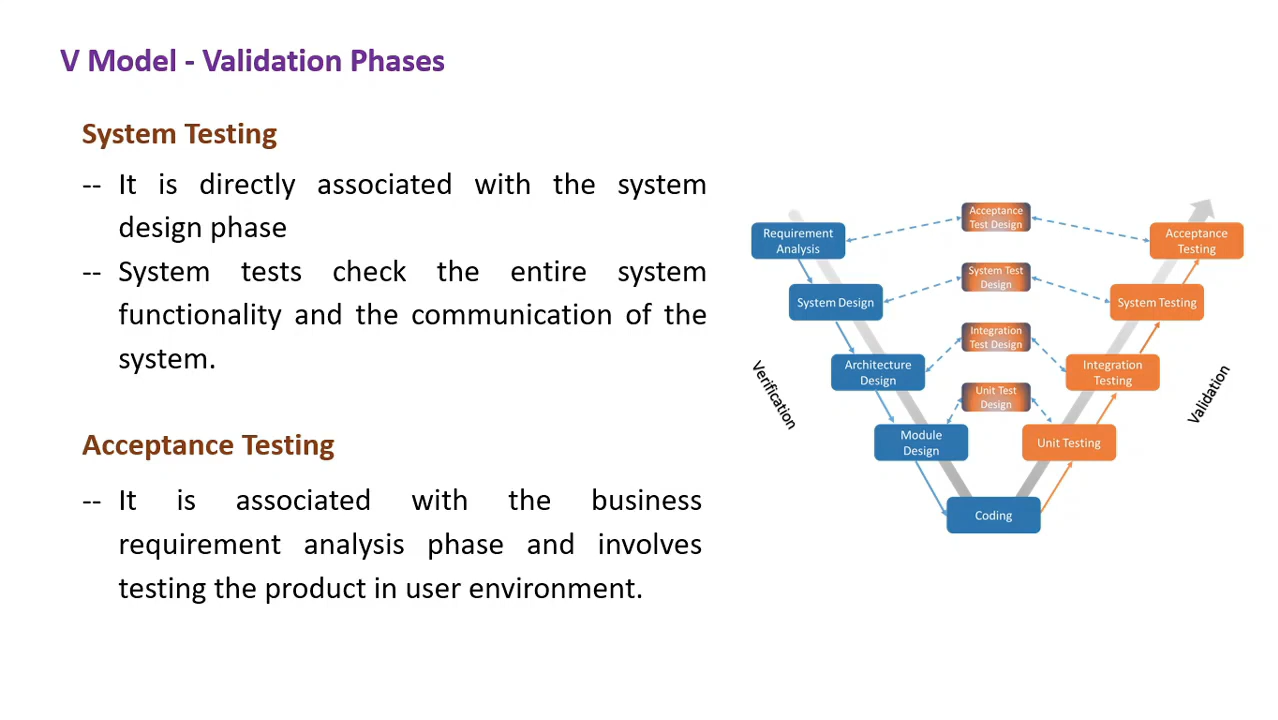 V Model - Validation Phases
System Testing
-- It is directly associated with the system
design phase
-- System tests check the entire system
functionality and the communication of the
system.
Acceptance Testing
-- It is associated with the business
requirement analysis phase and involves
testing the product in user environment.
Requirement
Analysis
Acceptance
Test Design
Acceptance
Testing
System Design
System Test
Design
System Testing
Architecture
Design
Integration
Test Design
Integration
Testing
Module
Design
Unit Test
Design
Unit Testing
Coding
Verification
Validation